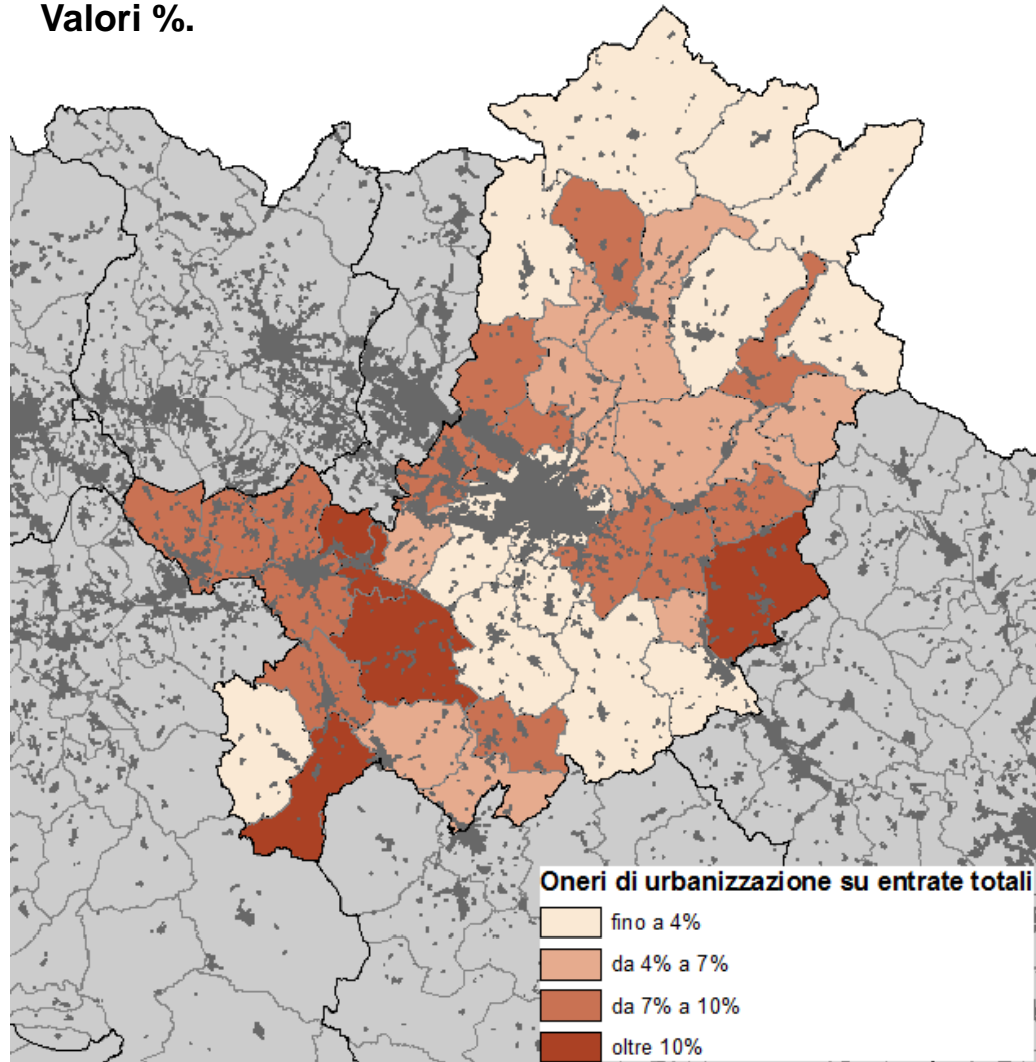 Valori %.
Oneri di urbanizzazione su entrate totali
fino a 4%
da 4% a 7%
da 7% a 10%
oltre 10%